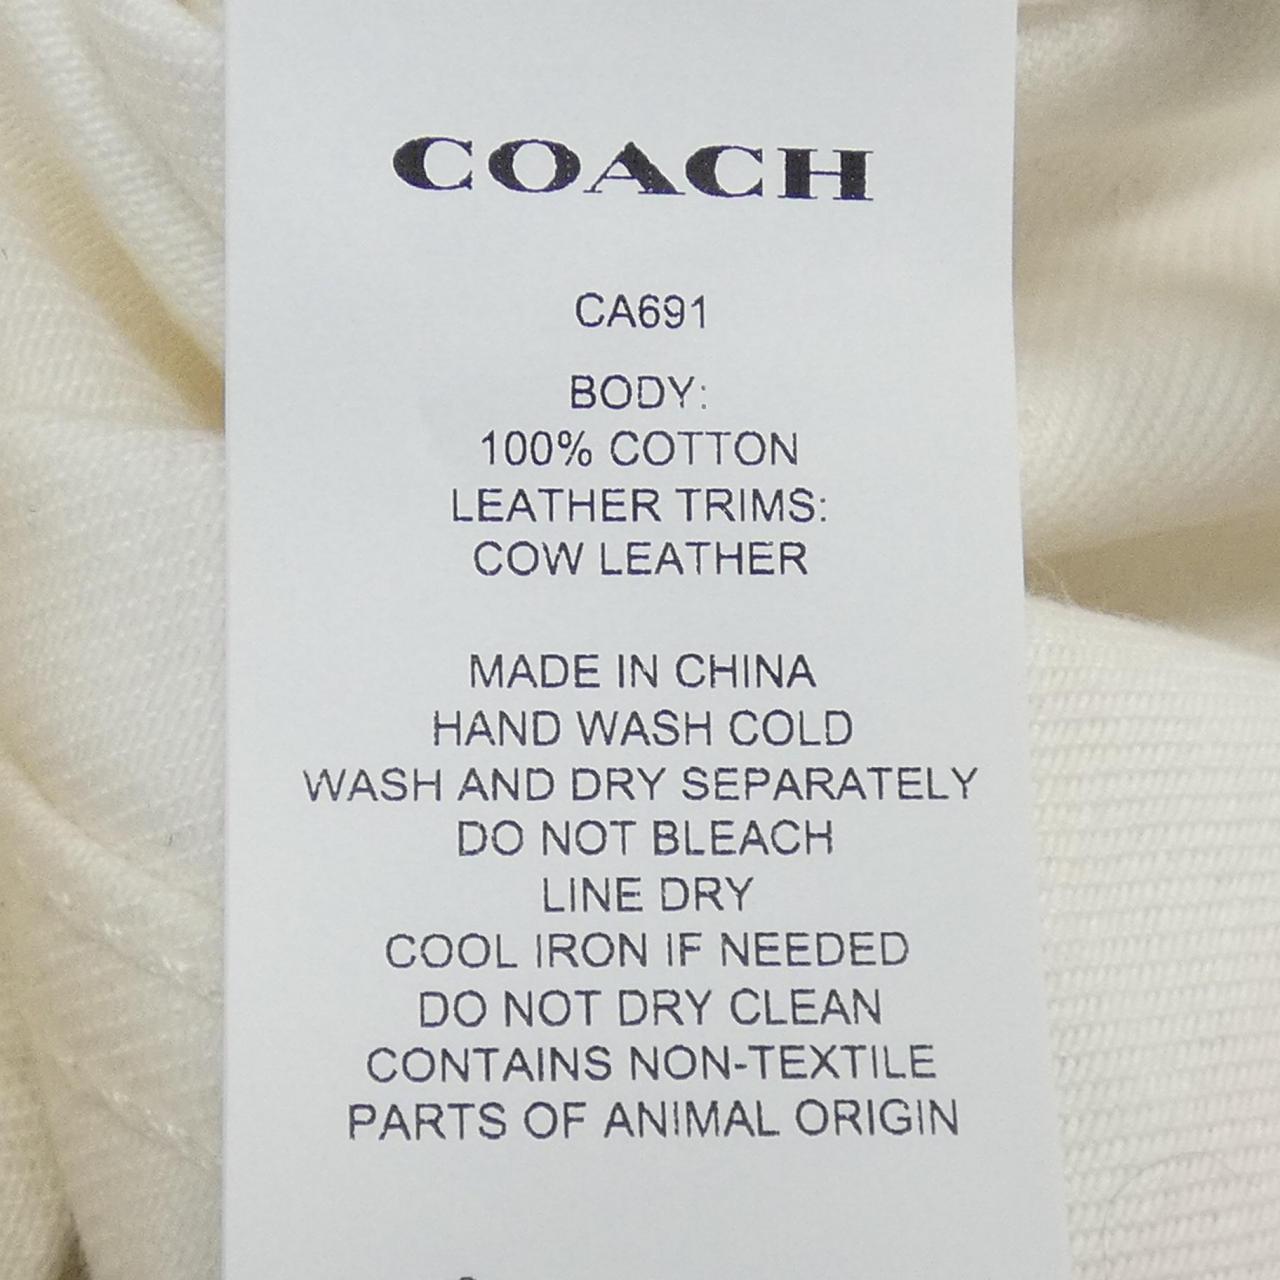 COACH
CA691
BODY:
100% COTTON
LEATHER TRIMS:
COW LEATHER
MADE IN CHINA
HAND WASH COLD
WASH AND DRY SEPARATELY
DO NOT BLEACH
LINE DRY
COOL IRON IF NEEDED
DO NOT DRY CLEAN
CONTAINS NON-TEXTILE
PARTS OF ANIMAL ORIGIN